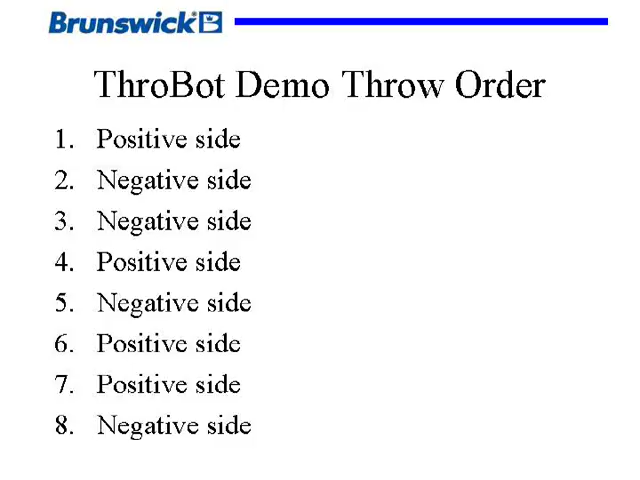 Brunswick B
ThroBot Demo Throw Order
1. Positive side
2. Negative side
3. Negative side
4. Positive side
5. Negative side
6. Positive side
7. Positive side
8. Negative side